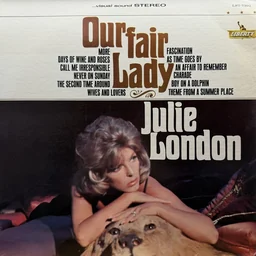 visual sound STEREO
Our fair
Lady
MORE
DAYS OF WINE AND ROSES
CALL ME IRRESPONSIBLE
NEVER ON SUNDAY
THE SECOND TIME AROUND
WIVES AND LOVERS
FASCINATION
AS TIME GOES BY
AN AFFAIR TO REMEMBER
CHARADE
BOY ON A DOLPHIN
THEME FROM A SUMMER PLACE
LIBERTY
Julie
London